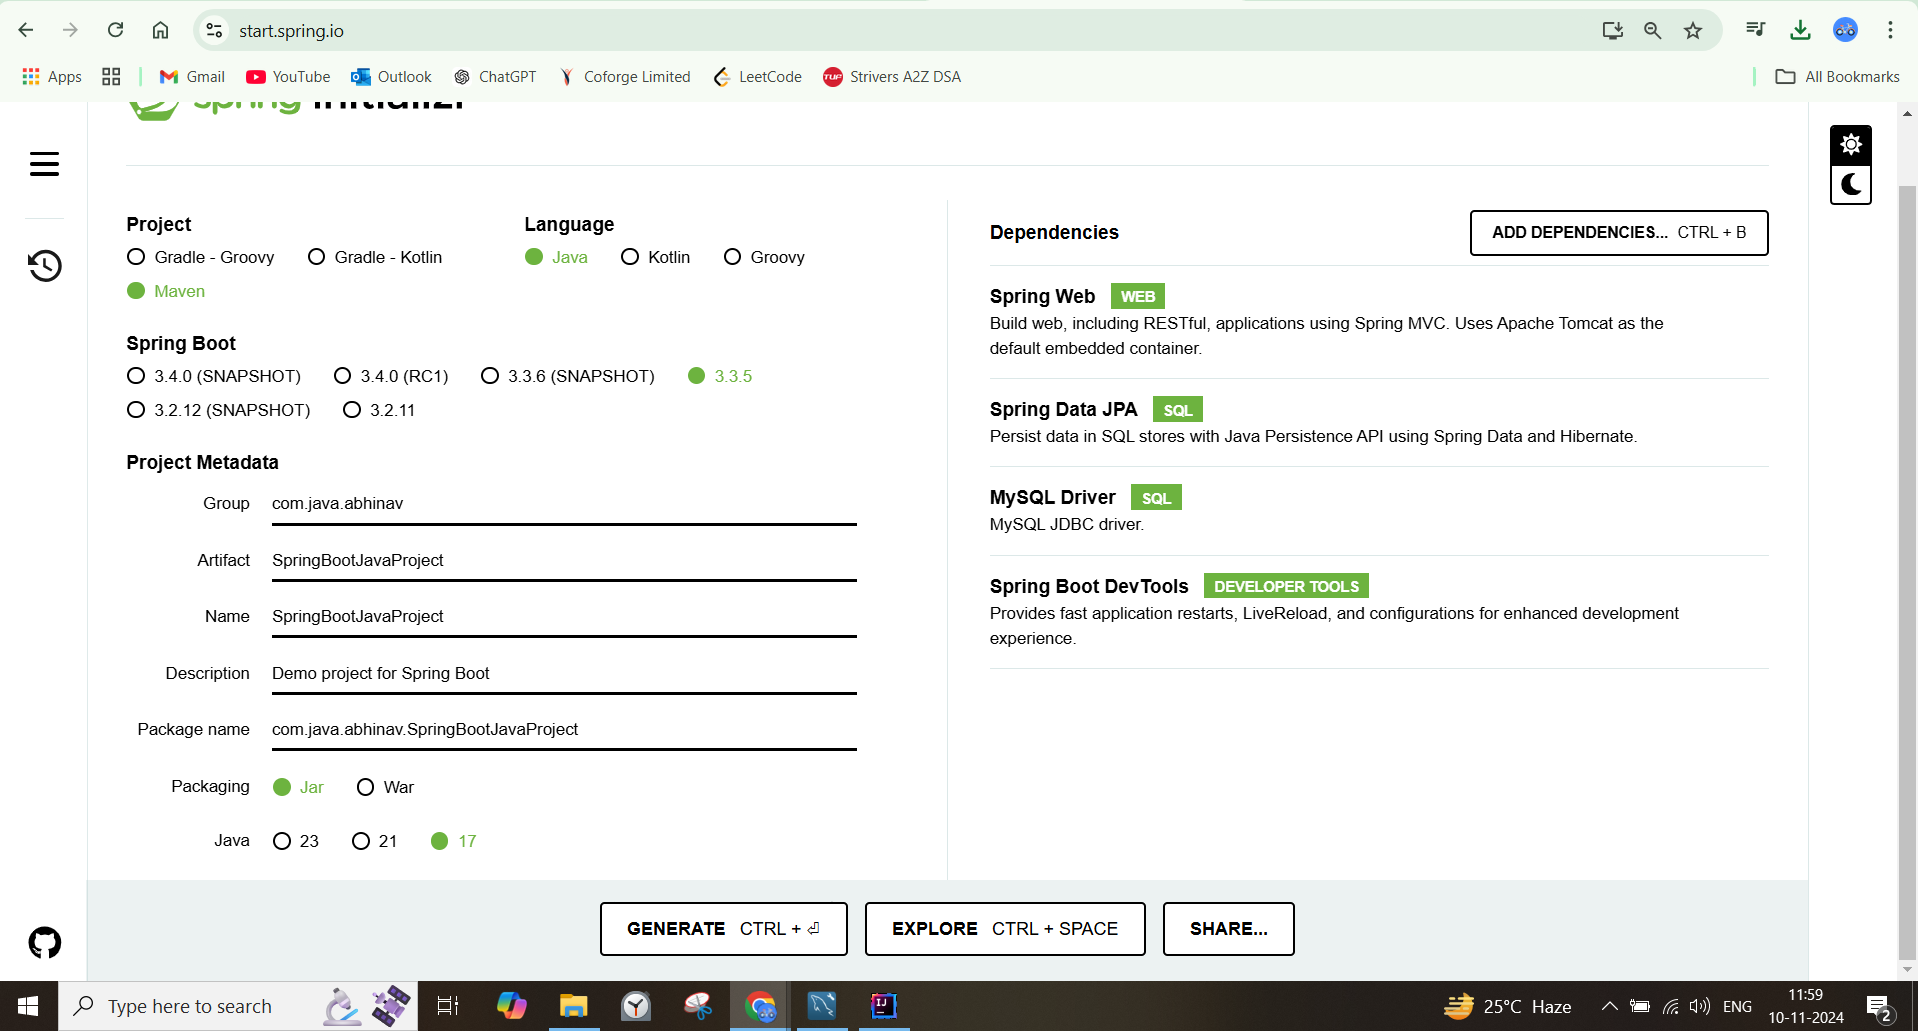 start.spring.io
Apps
Gmail
YouTube
Outlook
ChatGPT
Coforge Limited
LeetCode
TUF Strivers A2Z DSA
All Bookmarks
spring initializr
Project
Gradle - Groovy Gradle - Kotlin
Maven
Language
Java Kotlin Groovy
Spring Boot
3.4.0 (SNAPSHOT) 3.4.0 (RC1) 3.3.6 (SNAPSHOT) 3.3.5
3.2.12 (SNAPSHOT) 3.2.11
Project Metadata
Group com.java.abhinav
Artifact SpringBootJavaProject
Name SpringBootJavaProject
Description Demo project for Spring Boot
Package name com.java.abhinav.SpringBootJavaProject
Packaging Jar War
Java 23 21 17
Dependencies
ADD DEPENDENCIES... CTRL + B
Spring Web WEB
Build web, including RESTful, applications using Spring MVC. Uses Apache Tomcat as the
default embedded container.
Spring Data JPA SQL
Persist data in SQL stores with Java Persistence API using Spring Data and Hibernate.
MySQL Driver SQL
MySQL JDBC driver.
Spring Boot DevTools DEVELOPER TOOLS
Provides fast application restarts, LiveReload, and configurations for enhanced development
experience.
GENERATE CTRL + ⏎
EXPLORE CTRL + SPACE
SHARE...
Type here to search
IJ
25°C Haze
ENG
11:59
10-11-2024
2